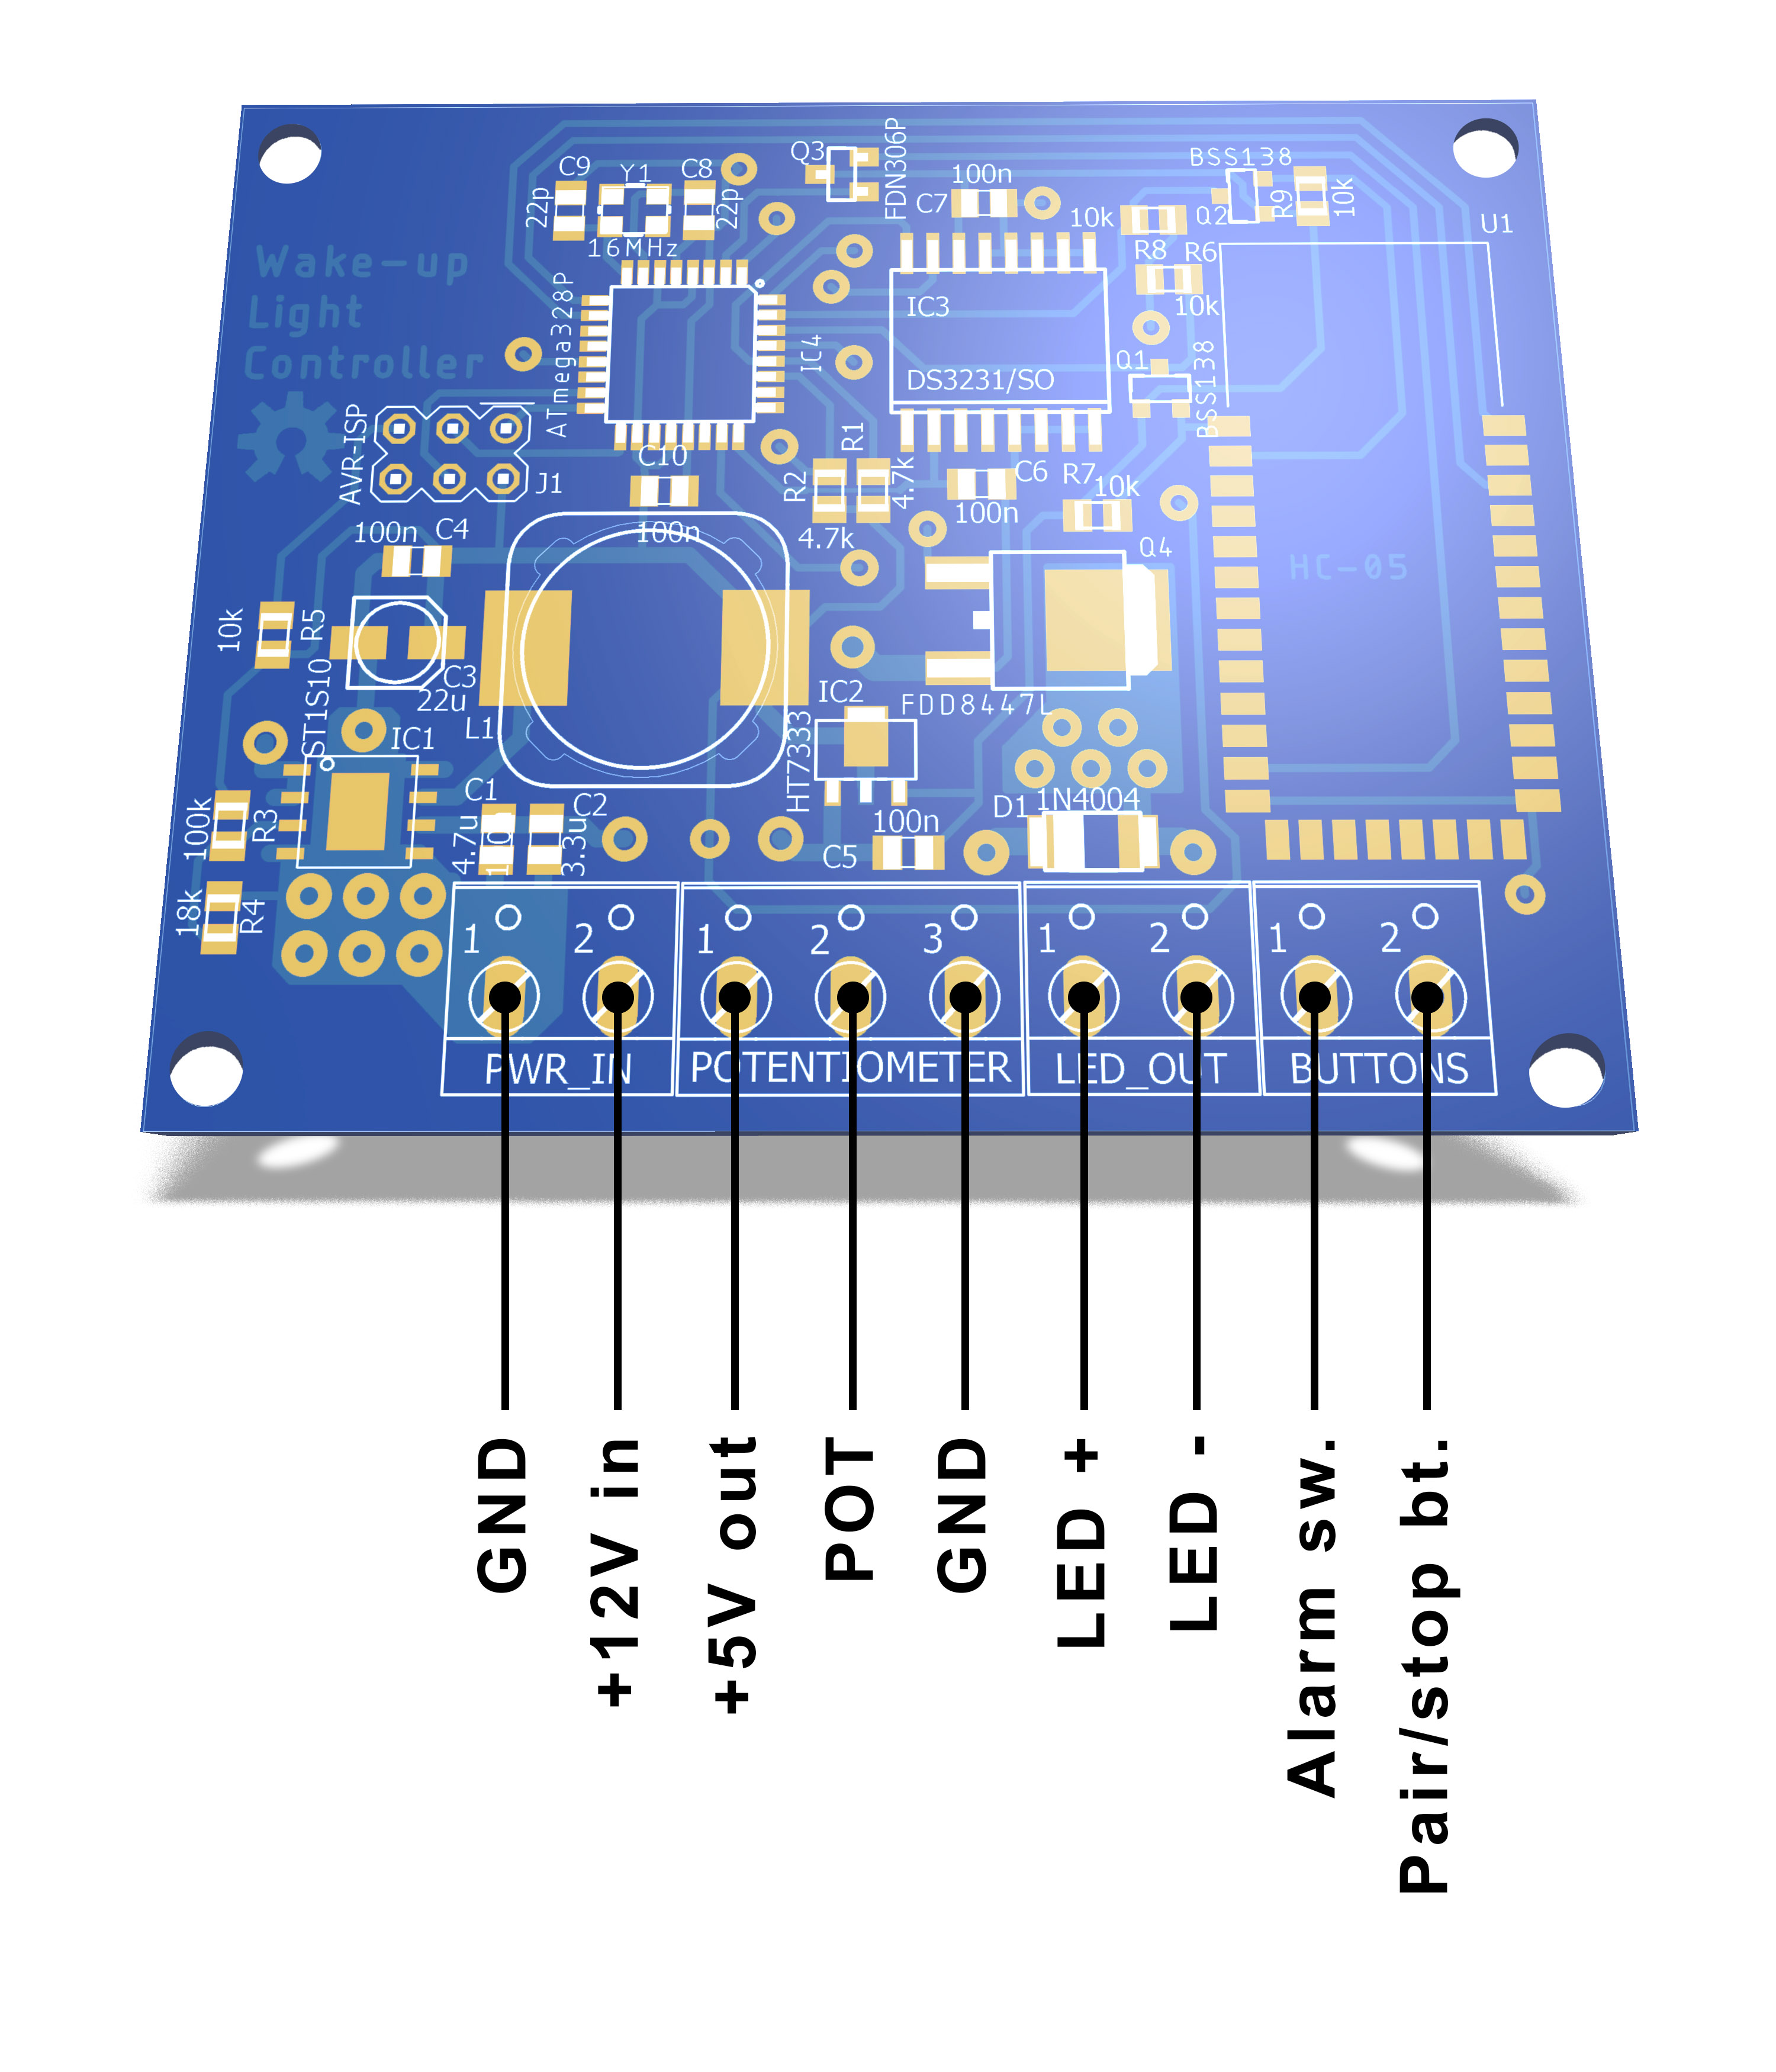 Wake-up
Light
Controller
C9
Y1
C8
22p
22p
16MHz
Q3
FDN306P
100n
C7
BSS138
10k
Q2
R9
10k
U1
R8
R6
10k
ATmega328P
IC4
IC3
DS3231/SO
Q1
BSS138
AVR-ISP
J1
C10
100n
R1
R2
4.7k
4.7k
C6
100n
R7
10k
100n
C4
Q4
HC-05
10k
R5
C3
22u
ST1S10
IC1
L1
IC2
HT7333
FDD8447L
100k
R3
C1
4.7u
C2
3.3u
D1
1N4004
100n
C5
18k
R4
1 2
1 2 3
1 2
1 2
PWR_IN
POTENTIOMETER
LED_OUT
BUTTONS
GND
+12V in
+5V out
POT
GND
LED +
LED -
Alarm sw.
Pair/stop bt.